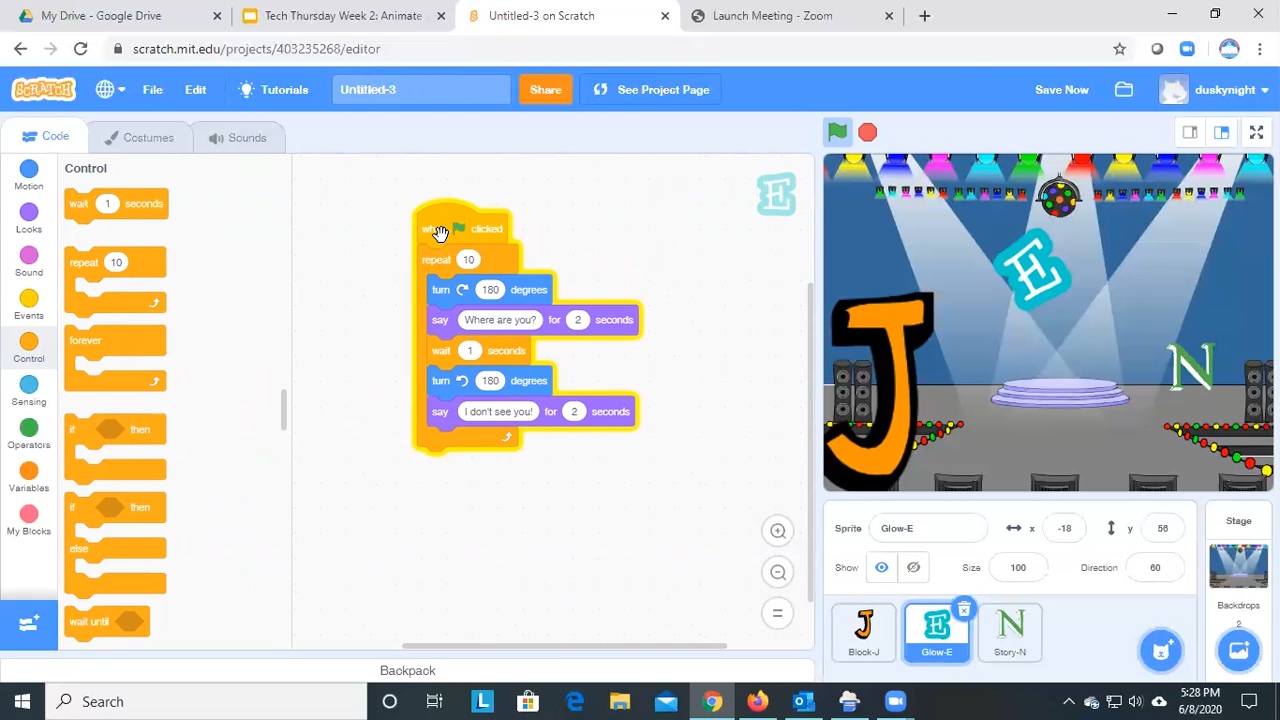 My Drive - Google Drive
Tech Thursday Week 2: Animate
Untitled-3 on Scratch
Launch Meeting - Zoom
scratch.mit.edu/projects/403235268/editor
SCRATCH
File
Edit
Tutorials
Untitled-3
Share
See Project Page
Save Now
duskynight
Code
Costumes
Sounds
Motion
Looks
Sound
Events
Control
Sensing
Operators
Variables
My Blocks
Control
wait 1 seconds
repeat 10
forever
if then
if then
else
wait until
clicked
repeat 10
turn 180 degrees
say Where are you? for 2 seconds
wait 1 seconds
turn 180 degrees
say I don't see you! for 2 seconds
E
J
E
N
Backpack
Sprite Glow-E x -18 y 56
Show Size 100 Direction 60
J
Block-J
E
Glow-E
N
Story-N
Stage
Backdrops
2
Search
L
5:28 PM
6/8/2020